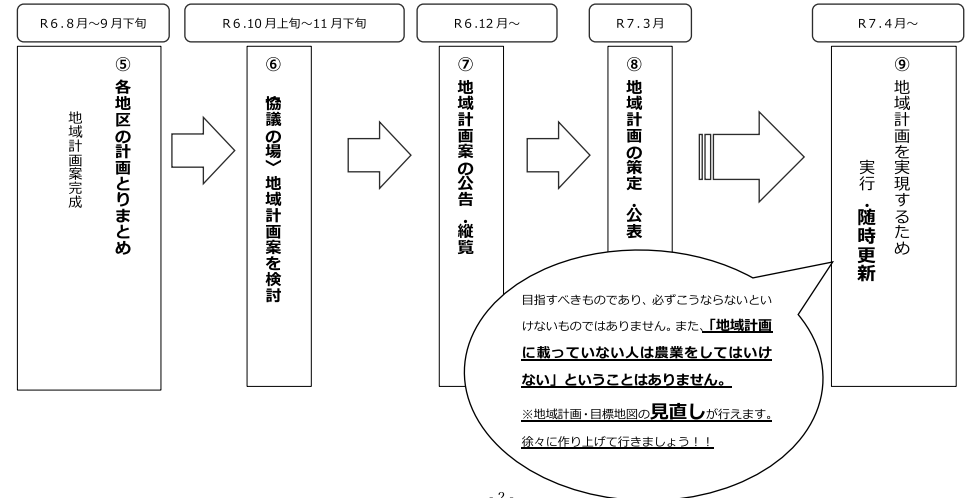 R6.8月～9月下旬
R6.10月上旬～11月下旬
R6.12月～
R7.3月
R7.4月～
⑤各地区の計画とりまとめ
地域計画案完成
⑥協議の場〉地域計画案を検討
⑦地域計画案の公告・縦覧
⑧地域計画の策定・公表
⑨地域計画を実現するため
実行・随時更新
目指すべきものであり、必ずこうならないとい
けないものではありません。また、「地域計画
に載っていない人は農業をしてはいけ
ない」ということはありません。
※地域計画・目標地図の見直しが行えます。
徐々に作り上げて行きましょう！！
- 2 -